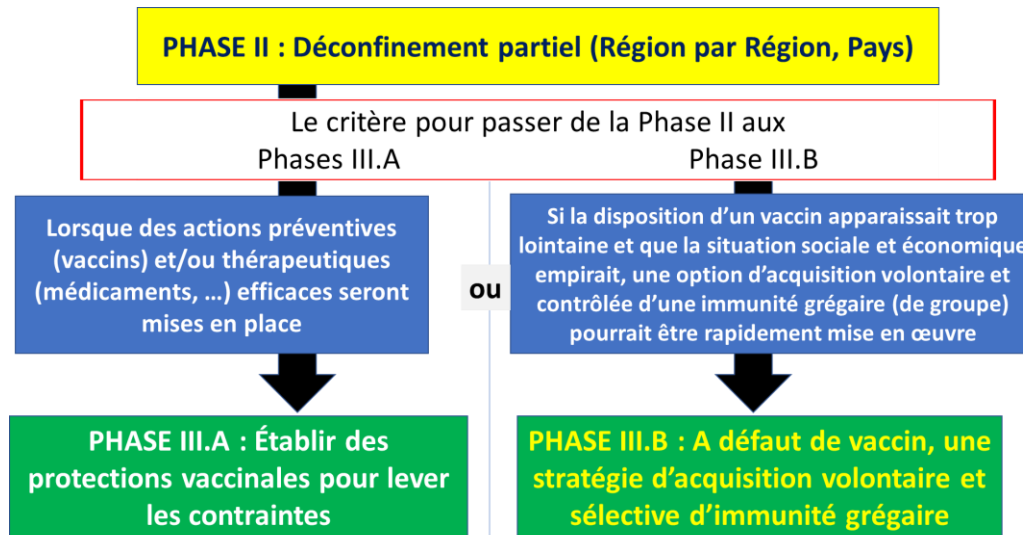 PHASE II : Déconfinement partiel (Région par Région, Pays)
Le critère pour passer de la Phase II aux
Phases III.A
Phase III.B
Lorsque des actions préventives
(vaccins) et/ou thérapeutiques
(médicaments, ...) efficaces seront
mises en place
ou
Si la disposition d'un vaccin apparaissait trop
lointaine et que la situation sociale et économique
empirait, une option d'acquisition volontaire et
contrôlée d'une immunité grégaire (de groupe)
pourrait être rapidement mise en œuvre
PHASE III.A : Établir des
protections vaccinales pour lever
les contraintes
PHASE III.B : A défaut de vaccin, une
stratégie d'acquisition volontaire et
sélective d'immunité grégaire